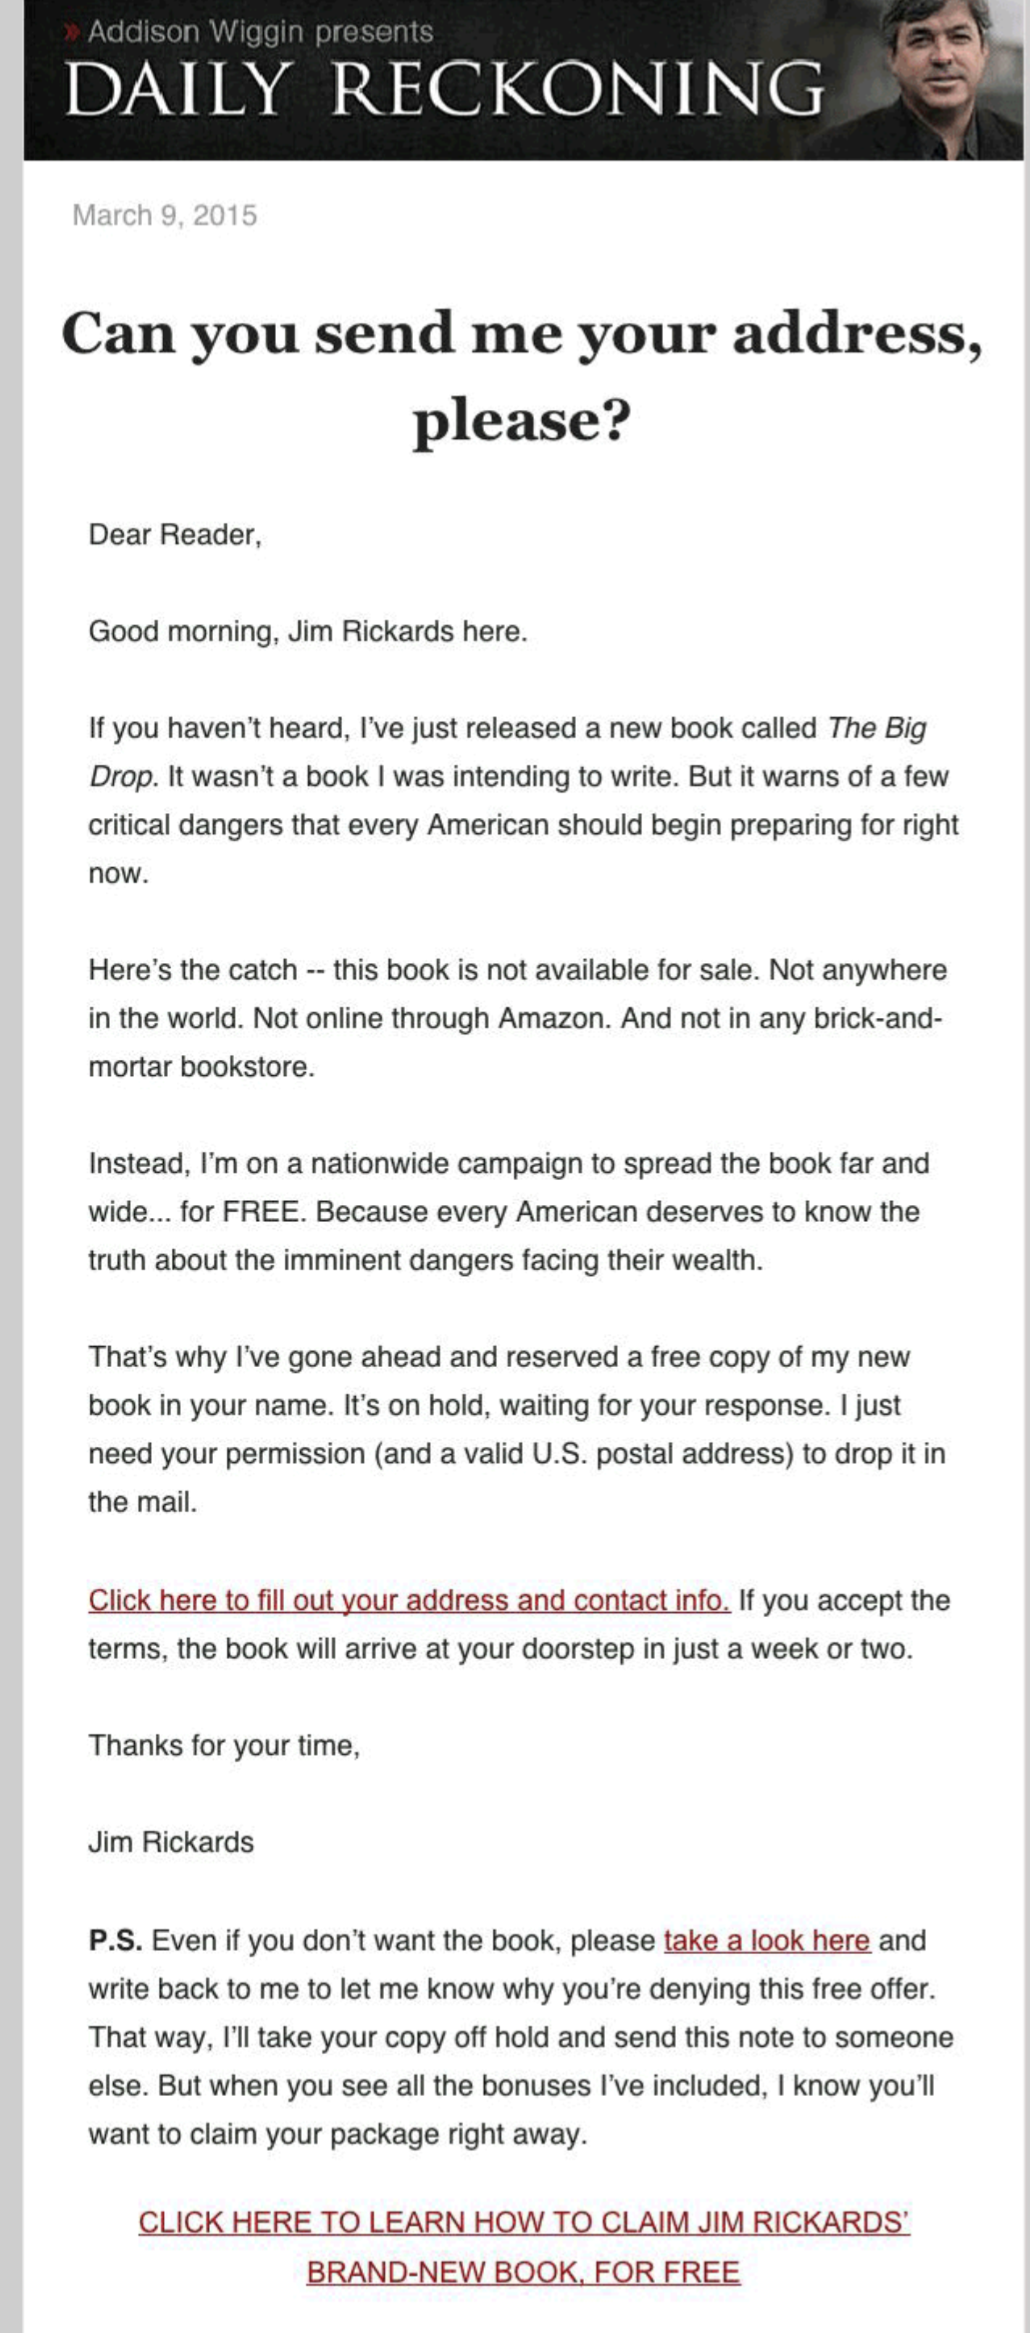 » Addison Wiggin presents
DAILY RECKONING
March 9, 2015
Can you send me your address,
please?
Dear Reader,
Good morning, Jim Rickards here.
If you haven’t heard, I’ve just released a new book called The Big
Drop. It wasn’t a book I was intending to write. But it warns of a few
critical dangers that every American should begin preparing for right
now.
Here’s the catch -- this book is not available for sale. Not anywhere
in the world. Not online through Amazon. And not in any brick-and-
mortar bookstore.
Instead, I’m on a nationwide campaign to spread the book far and
wide... for FREE. Because every American deserves to know the
truth about the imminent dangers facing their wealth.
That’s why I’ve gone ahead and reserved a free copy of my new
book in your name. It’s on hold, waiting for your response. I just
need your permission (and a valid U.S. postal address) to drop it in
the mail.
Click here to fill out your address and contact info. If you accept the
terms, the book will arrive at your doorstep in just a week or two.
Thanks for your time,
Jim Rickards
P.S. Even if you don’t want the book, please take a look here and
write back to me to let me know why you’re denying this free offer.
That way, I’ll take your copy off hold and send this note to someone
else. But when you see all the bonuses I’ve included, I know you’ll
want to claim your package right away.
CLICK HERE TO LEARN HOW TO CLAIM JIM RICKARDS’
BRAND-NEW BOOK, FOR FREE